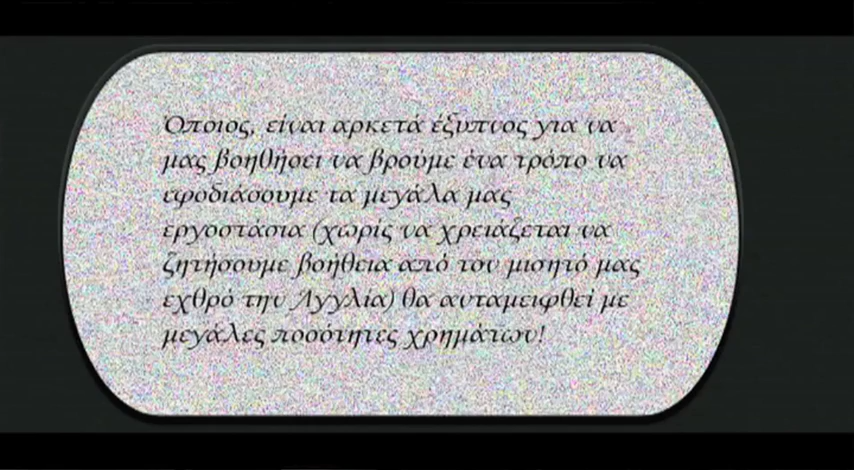 Όποιος, είναι αρκετά έξυπνος για να
μας βοηθήσει να βρούμε ένα τρόπο να
εφοδιάσουμε τα μεγάλα μας
εργοστάσια (χωρίς να χρειάζεται να
ζητήσουμε βοήθεια από τον μισητό μας
εχθρό την Αγγλία) θα ανταμειφθεί με
μεγάλες ποσότητες χρημάτων!